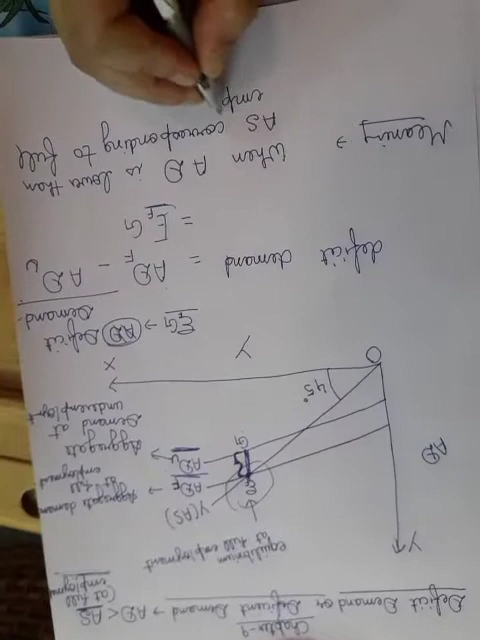 Chapter-9
Deficit Demand or Deficient Demand → AD < AS
(at full
employment
equilibrium
at full employment
Y
AD
Y(AS)
E
AD_F → Aggregate demand
at full
employment
AD_U → Aggregate
Demand at
underemployment
G
45°
O
Y
X
E_F G → AD Deficit
Demand.
deficit demand = AD_F - AD_U
= E_F G
Meaning → When AD is lower than
AS corresponding to full
emp